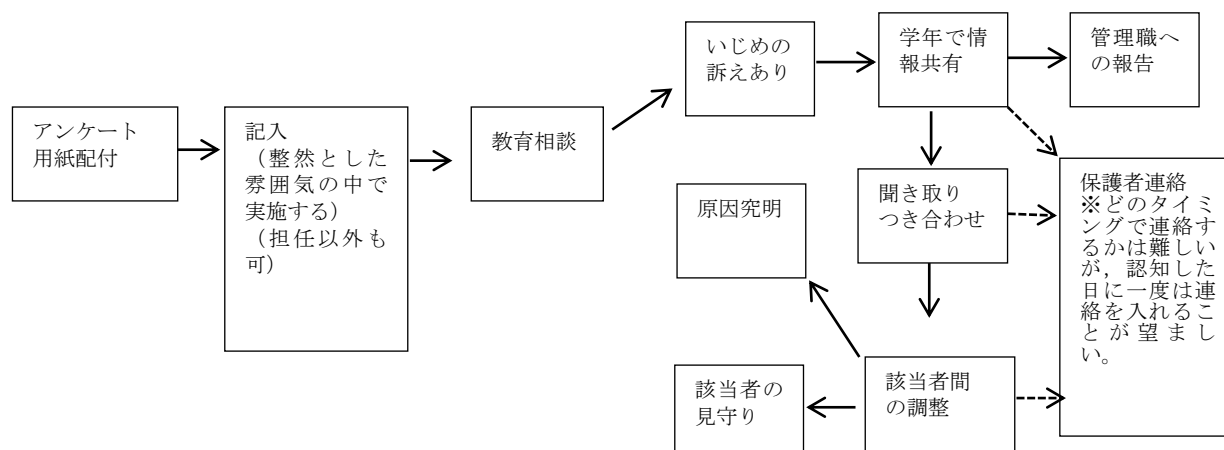 アンケート
用紙配付
記入
（整然とした
雰囲気の中で
実施する）
（担任以外も
可）
教育相談
いじめの
訴えあり
学年で情
報共有
管理職へ
の報告
聞き取り
つき合わせ
保護者連絡
※どのタイミ
ングで連絡す
るかは難しい
が，認知した
日に一度は連
絡を入れるこ
とが望まし
い。
原因究明
該当者間
の調整
該当者の
見守り